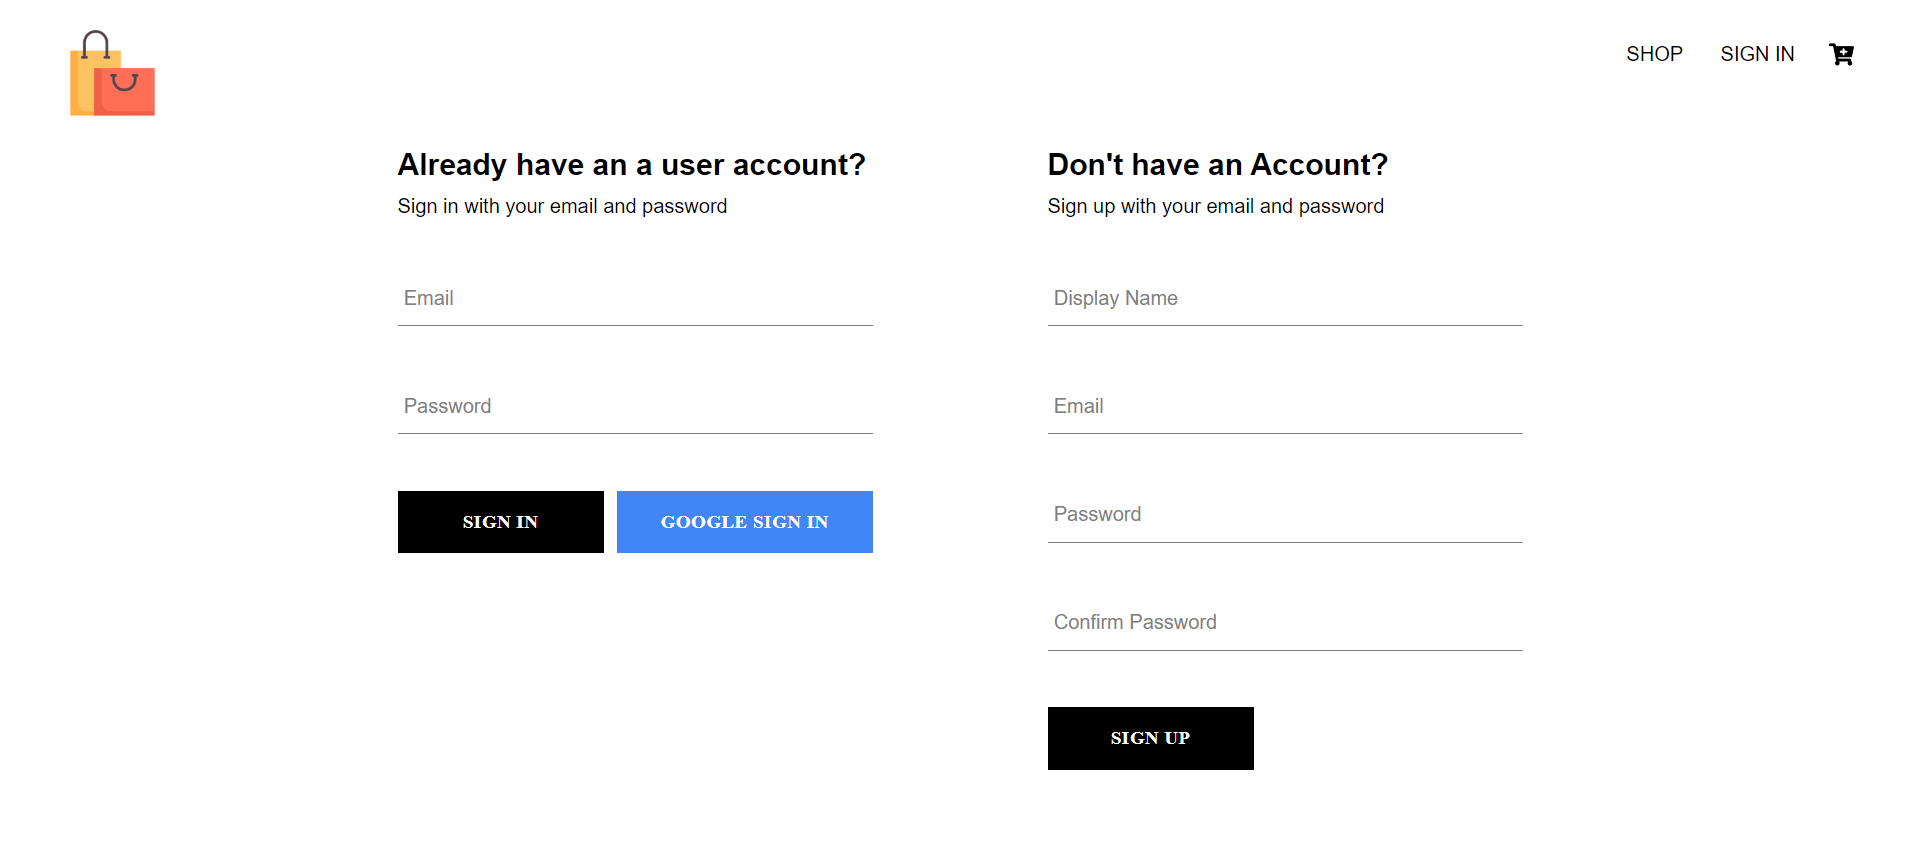 SHOP
SIGN IN
Already have an a user account?
Sign in with your email and password
Email
Password
SIGN IN
GOOGLE SIGN IN
Don't have an Account?
Sign up with your email and password
Display Name
Email
Password
Confirm Password
SIGN UP